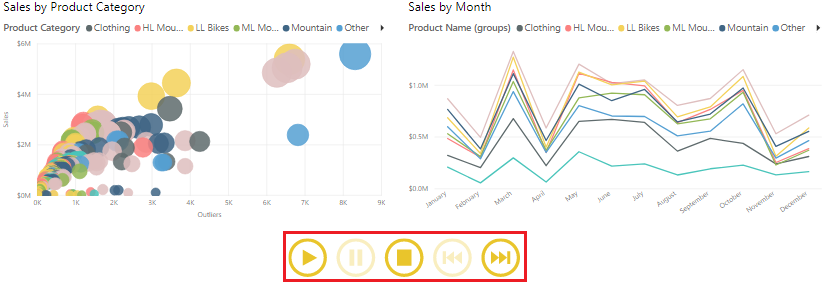 Sales by Product Category
Product Category Clothing HL Mou... LL Bikes ML Mo... Mountain Other
$6M
$4M
$2M
$0M
Sales
0K 1K 2K 3K 4K 5K 6K 7K 8K 9K
Outliers
Sales by Month
Product Name (groups) Clothing HL Mou... LL Bikes ML Mo... Mountain Other
$1.0M
$0.5M
$0.0M
January February March April May June July August September October November December